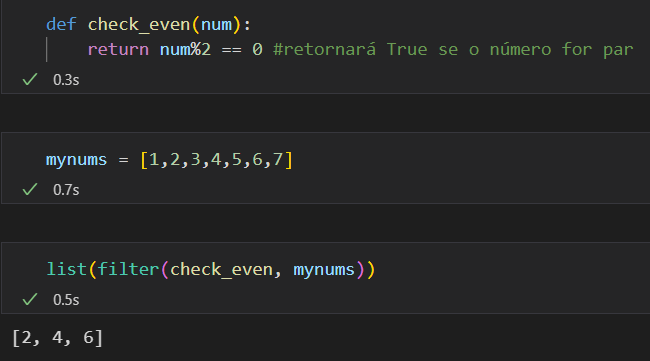 def check_even(num):
    return num%2 == 0 #retornará True se o número for par
0.3s
mynums = [1,2,3,4,5,6,7]
0.7s
list(filter(check_even, mynums))
0.5s
[2, 4, 6]